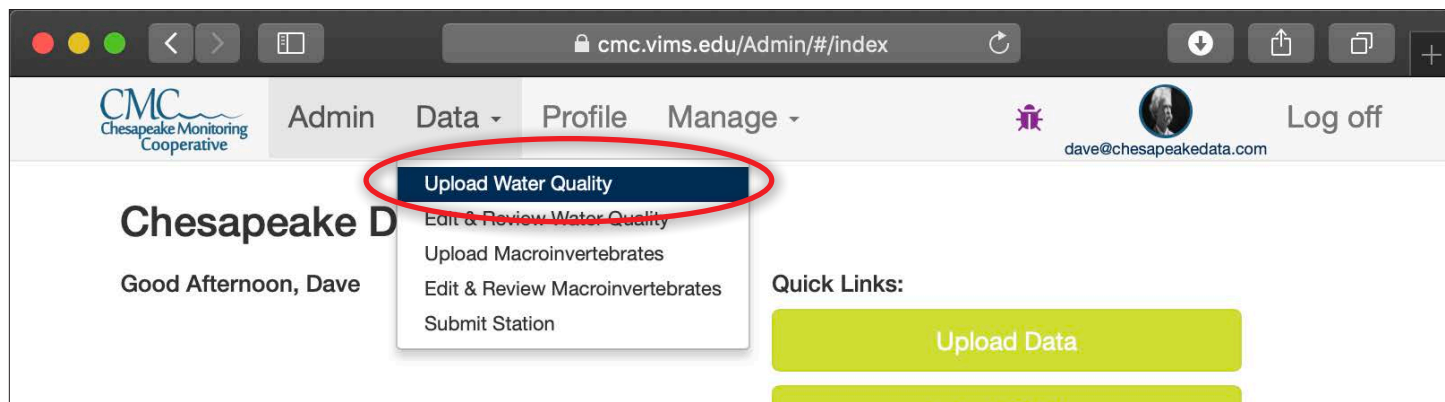 cmc.vims.edu/Admin/#/index
CMC
Chesapeake Monitoring
Cooperative
Admin Data Profile Manage
Log off
dave@chesapeakedata.com
Upload Water Quality
Edit & Review Water Quality
Upload Macroinvertebrates
Edit & Review Macroinvertebrates
Submit Station
Chesapeake D
Good Afternoon, Dave
Quick Links:
Upload Data